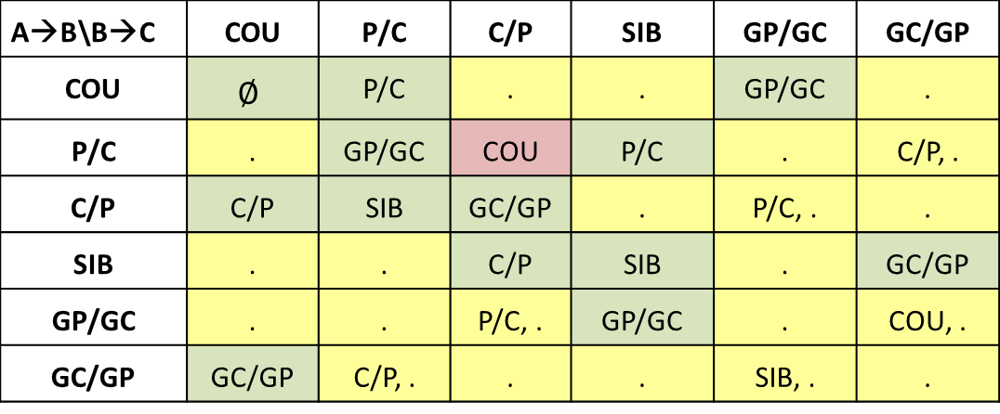 A→B\B→C COU P/C C/P SIB GP/GC GC/GP
COU Ø P/C . . GP/GC .
P/C . GP/GC COU P/C . C/P, .
C/P C/P SIB GC/GP . P/C, . .
SIB . . C/P SIB . GC/GP
GP/GC . . P/C, . GP/GC . COU, .
GC/GP GC/GP C/P, . . . SIB, . .